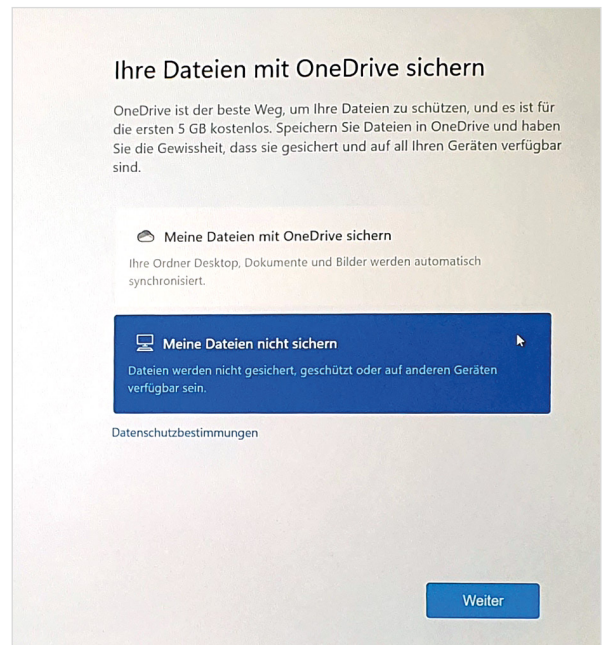 Ihre Dateien mit OneDrive sichern
OneDrive ist der beste Weg, um Ihre Dateien zu schützen, und es ist für
die ersten 5 GB kostenlos. Speichern Sie Dateien in OneDrive und haben
Sie die Gewissheit, dass sie gesichert und auf all Ihren Geräten verfügbar
sind.
Meine Dateien mit OneDrive sichern
Ihre Ordner Desktop, Dokumente und Bilder werden automatisch
synchronisiert.
Meine Dateien nicht sichern
Dateien werden nicht gesichert, geschützt oder auf anderen Geräten
verfügbar sein.
Datenschutzbestimmungen
Weiter